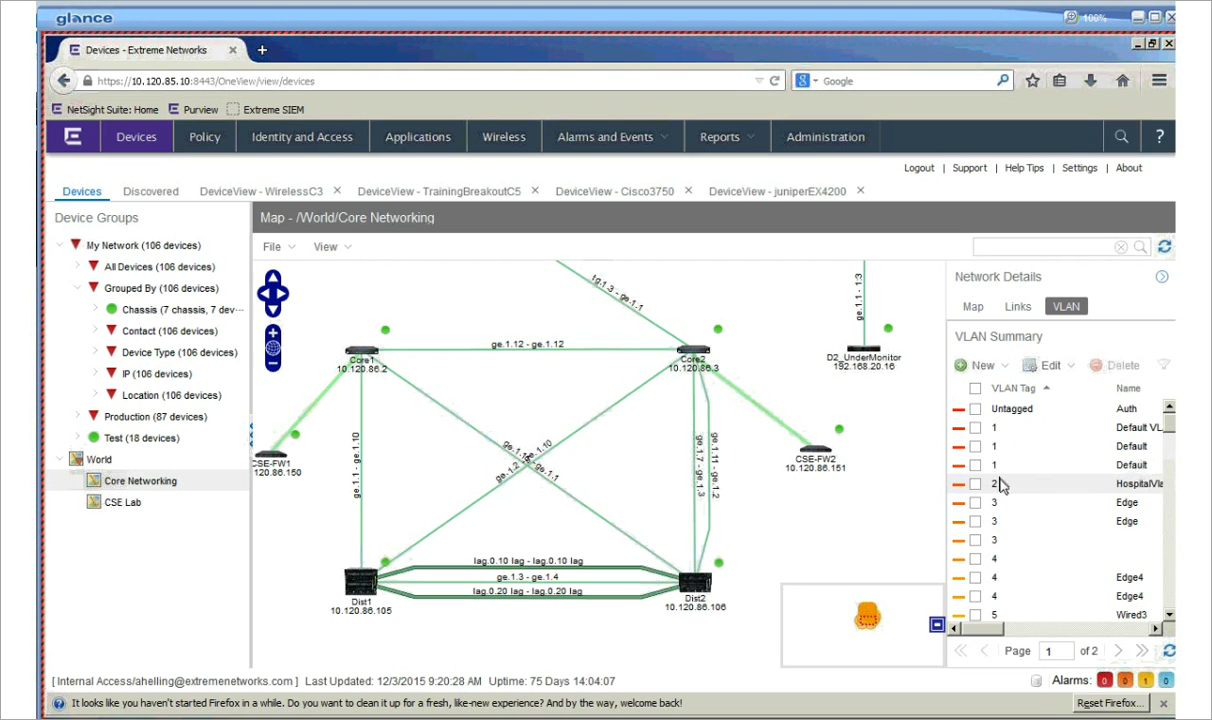 glance
100%
Devices - Extreme Networks
https://10.120.85.10:8443/OneView/view/devices
Google
NetSight Suite: Home Purview Extreme SIEM
Devices Policy Identity and Access Applications Wireless Alarms and Events Reports Administration ?
Logout | Support | Help Tips | Settings | About
Devices Discovered DeviceView - WirelessC3 DeviceView - TrainingBreakoutC5 DeviceView - Cisco3750 DeviceView - juniperEX4200
Device Groups
My Network (106 devices)
All Devices (106 devices)
Grouped By (106 devices)
Chassis (7 chassis, 7 dev···
Contact (106 devices)
Device Type (106 devices)
IP (106 devices)
Location (106 devices)
Production (87 devices)
Test (18 devices)
World
Core Networking
CSE Lab
Map - /World/Core Networking
File View
tg.1.3 - ge.1.1
ge.1.1 - 1:3
ge.1.12 - ge.1.12
Core1
10.120.86.2
Core2
10.120.86.3
D2_UnderMonitor
192.168.20.16
CSE-FW1
120.86.150
CSE-FW2
10.120.86.151
ge.1.1 - ge.1.10
ge.1.7 - ge.1.3
ge.1.11 - ge.1.2
lag.0.10 lag - lag.0.10 lag
ge.1.3 - ge.1.4
lag.0.20 lag - lag.0.20 lag
Dist1
10.120.86.105
Dist2
10.120.86.106
Network Details
Map Links VLAN
VLAN Summary
New Edit Delete
VLAN Tag Name
Untagged Auth
1 Default VL
1 Default
1 Default
2 HospitalVla
3 Edge
3 Edge
3
4
4 Edge4
4 Edge4
5 Wired3
Page 1 of 2
[ Internal Access/ahelling@extremenetworks.com ] Last Updated: 12/3/2015 9:20:28 AM Uptime: 75 Days 14:04:07
Alarms: 0 0 1 0
It looks like you haven't started Firefox in a while. Do you want to clean it up for a fresh, like-new experience? And by the way, welcome back!
Reset Firefox...